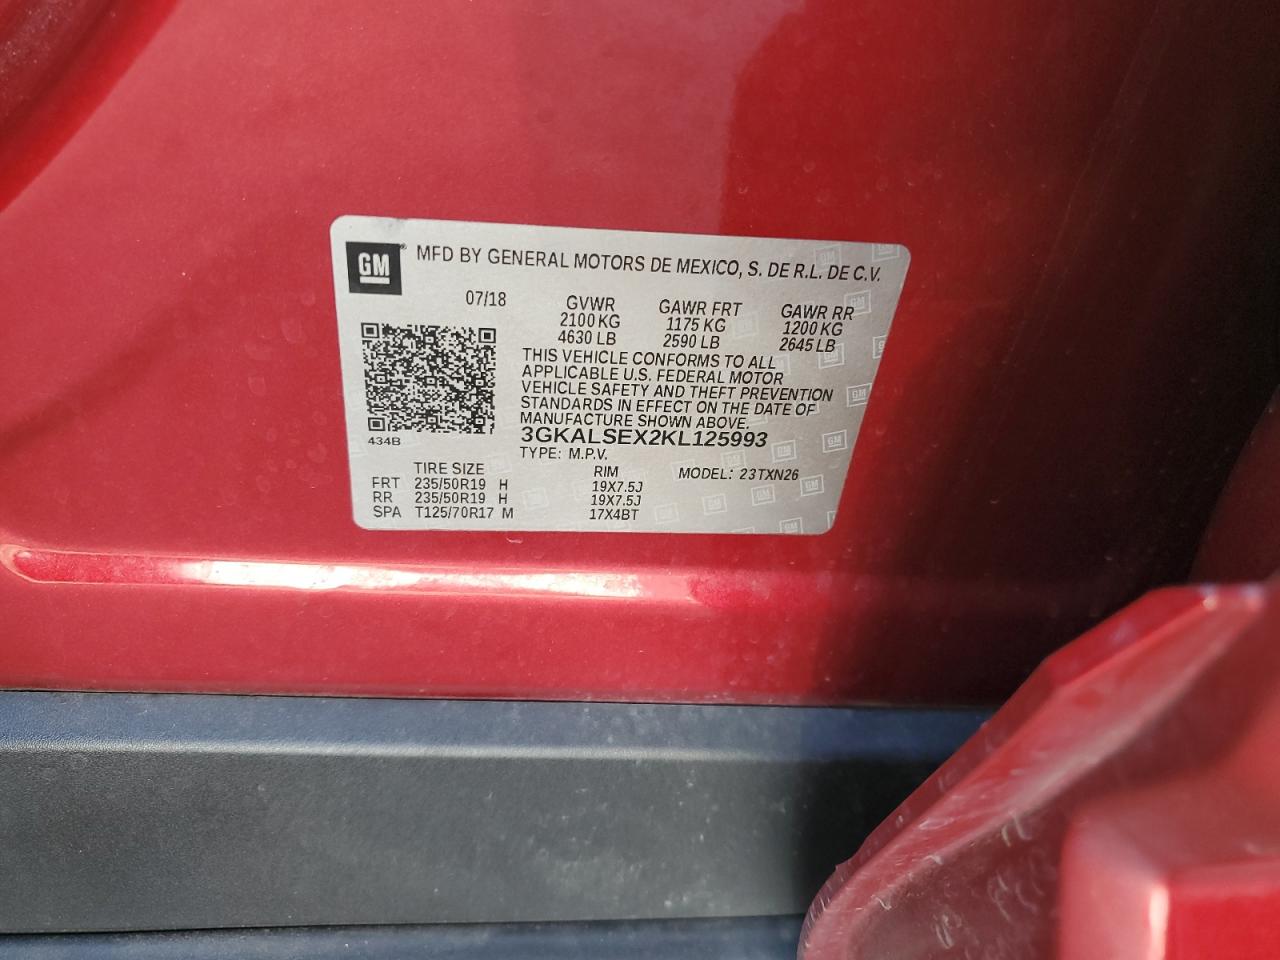 GM MFD BY GENERAL MOTORS DE MEXICO, S. DE R.L. DE C.V.
07/18 GVWR GAWR FRT GAWR RR
2100 KG 1175 KG 1200 KG
4630 LB 2590 LB 2645 LB
THIS VEHICLE CONFORMS TO ALL
APPLICABLE U.S. FEDERAL MOTOR
VEHICLE SAFETY AND THEFT PREVENTION
STANDARDS IN EFFECT ON THE DATE OF
MANUFACTURE SHOWN ABOVE.
434B 3GKALSEX2KL125993
TYPE: M.P.V.
TIRE SIZE RIM MODEL: 23TXN26
FRT 235/50R19 H 19X7.5J
RR 235/50R19 H 19X7.5J
SPA T125/70R17 M 17X4BT